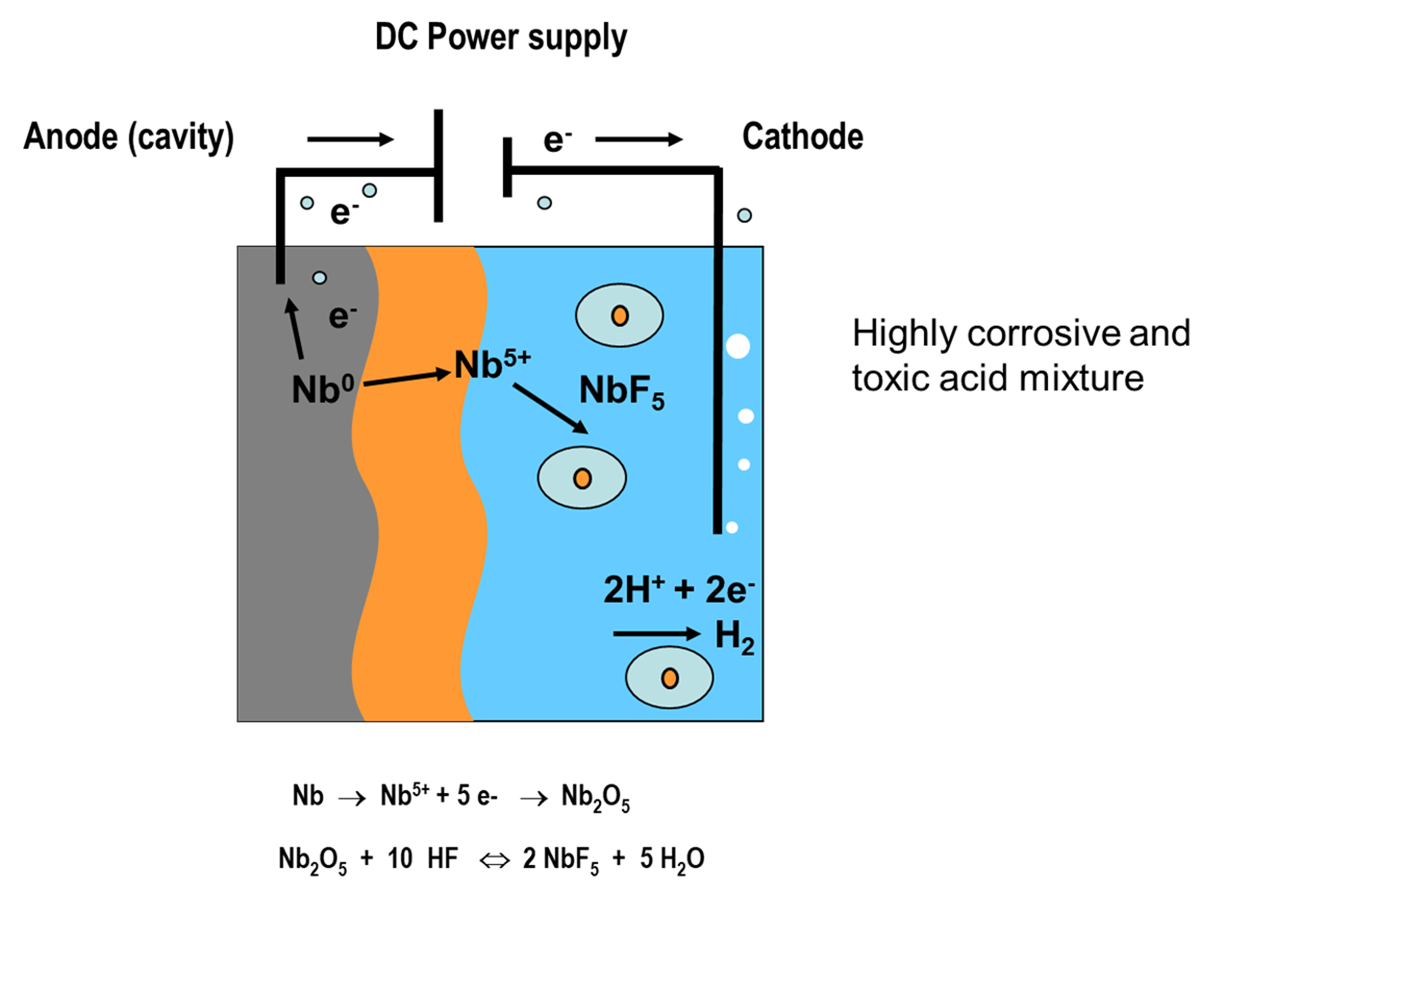 DC Power supply
Anode (cavity)
e⁻
Cathode
e⁻
e⁻
Nb⁰
Nb⁵⁺
NbF₅
Highly corrosive and
toxic acid mixture
2H⁺ + 2e⁻
→ H₂
Nb → Nb⁵⁺ + 5 e- → Nb₂O₅
Nb₂O₅ + 10 HF ⇔ 2 NbF₅ + 5 H₂O